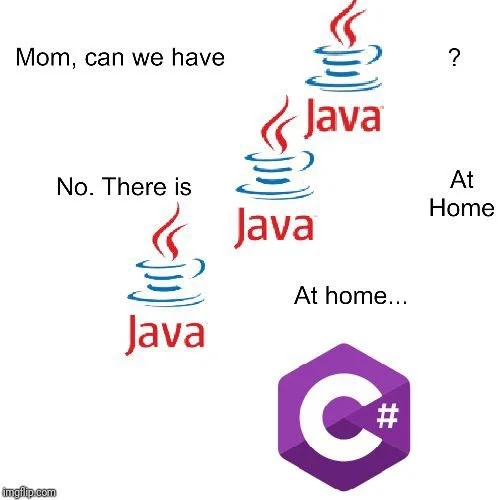 Mom, can we have Java ?
No. There is Java At
Home
Java At home...
C#
imgflip.com